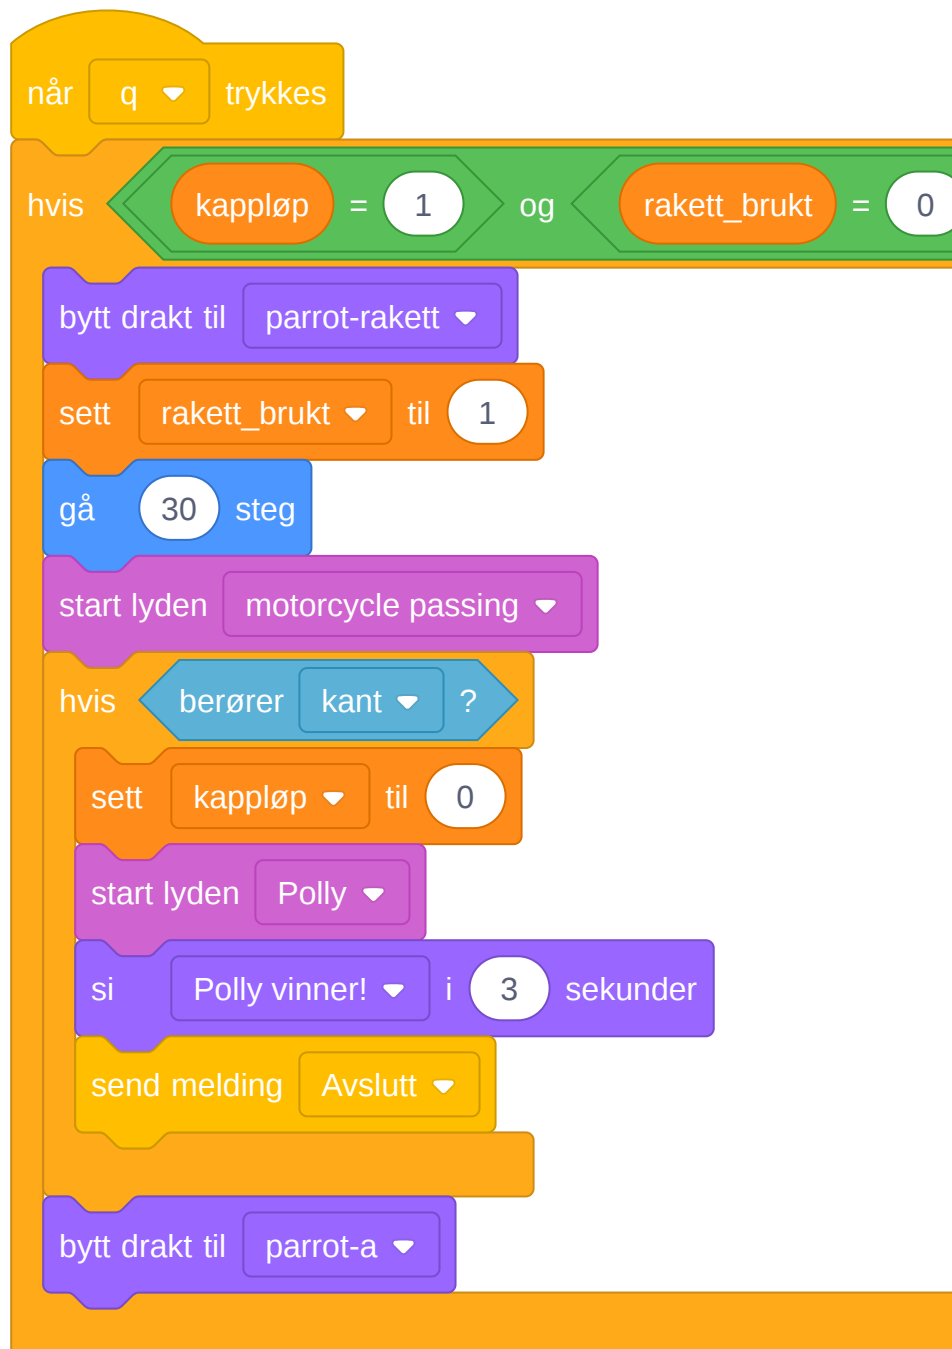 når q trykkes
hvis kappløp = 1 og rakett_brukt = 0
bytt drakt til parrot-rakett
sett rakett_brukt til 1
gå 30 steg
start lyden motorcycle passing
hvis berører kant ?
sett kappløp til 0
start lyden Polly
si Polly vinner! i 3 sekunder
send melding Avslutt
bytt drakt til parrot-a